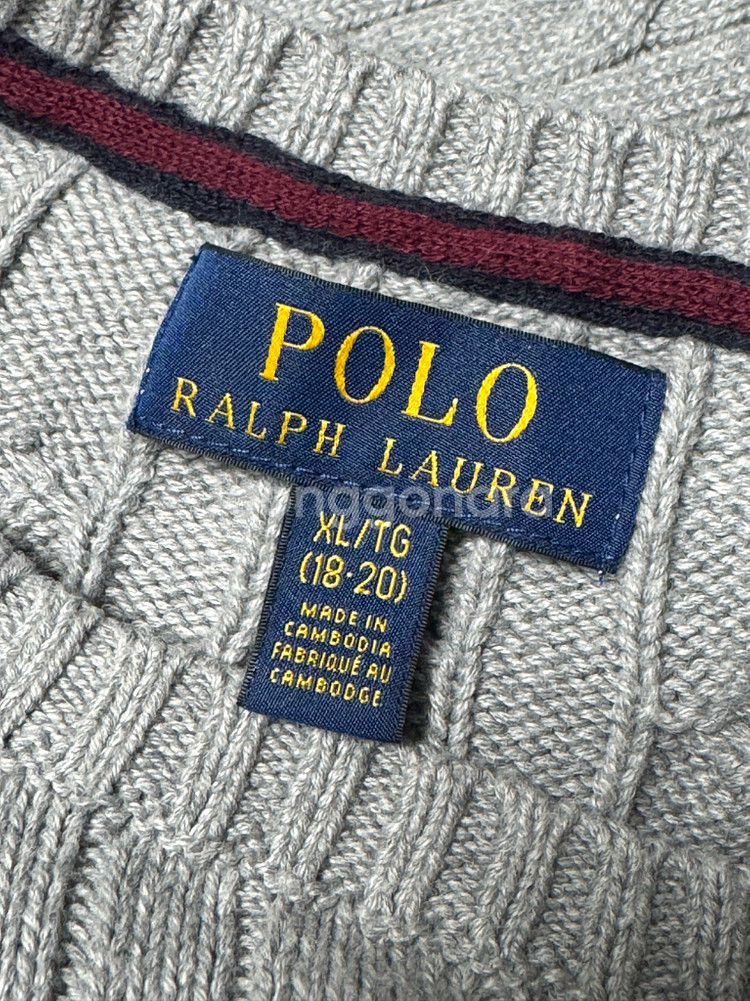 POLO
RALPH LAUREN
XL/TG
(18-20)
MADE IN
CAMBODIA
FABRIQUÉ AU
CAMBODGE